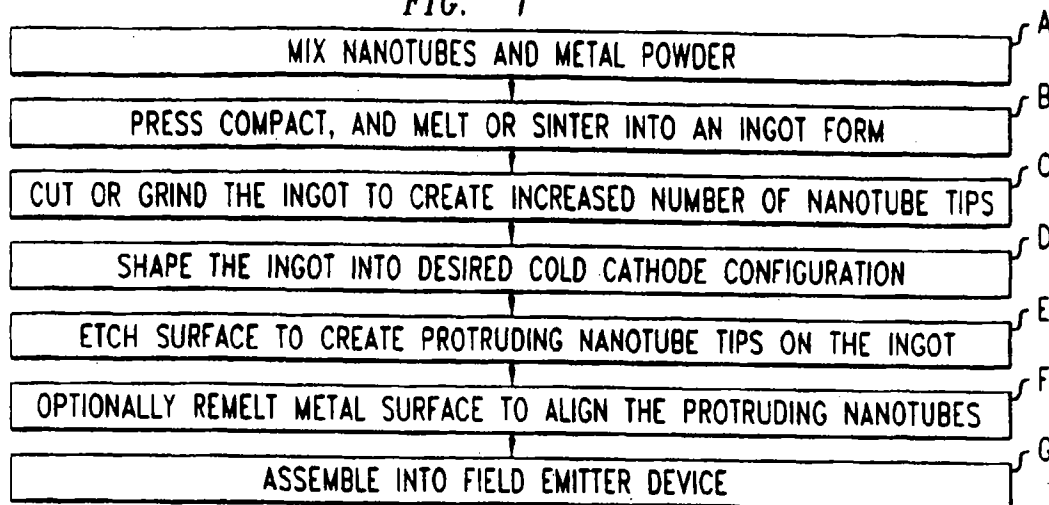 FIG. 1
A
MIX NANOTUBES AND METAL POWDER
B
PRESS COMPACT, AND MELT OR SINTER INTO AN INGOT FORM
C
CUT OR GRIND THE INGOT TO CREATE INCREASED NUMBER OF NANOTUBE TIPS
D
SHAPE THE INGOT INTO DESIRED COLD CATHODE CONFIGURATION
E
ETCH SURFACE TO CREATE PROTRUDING NANOTUBE TIPS ON THE INGOT
F
OPTIONALLY REMELT METAL SURFACE TO ALIGN THE PROTRUDING NANOTUBES
G
ASSEMBLE INTO FIELD EMITTER DEVICE